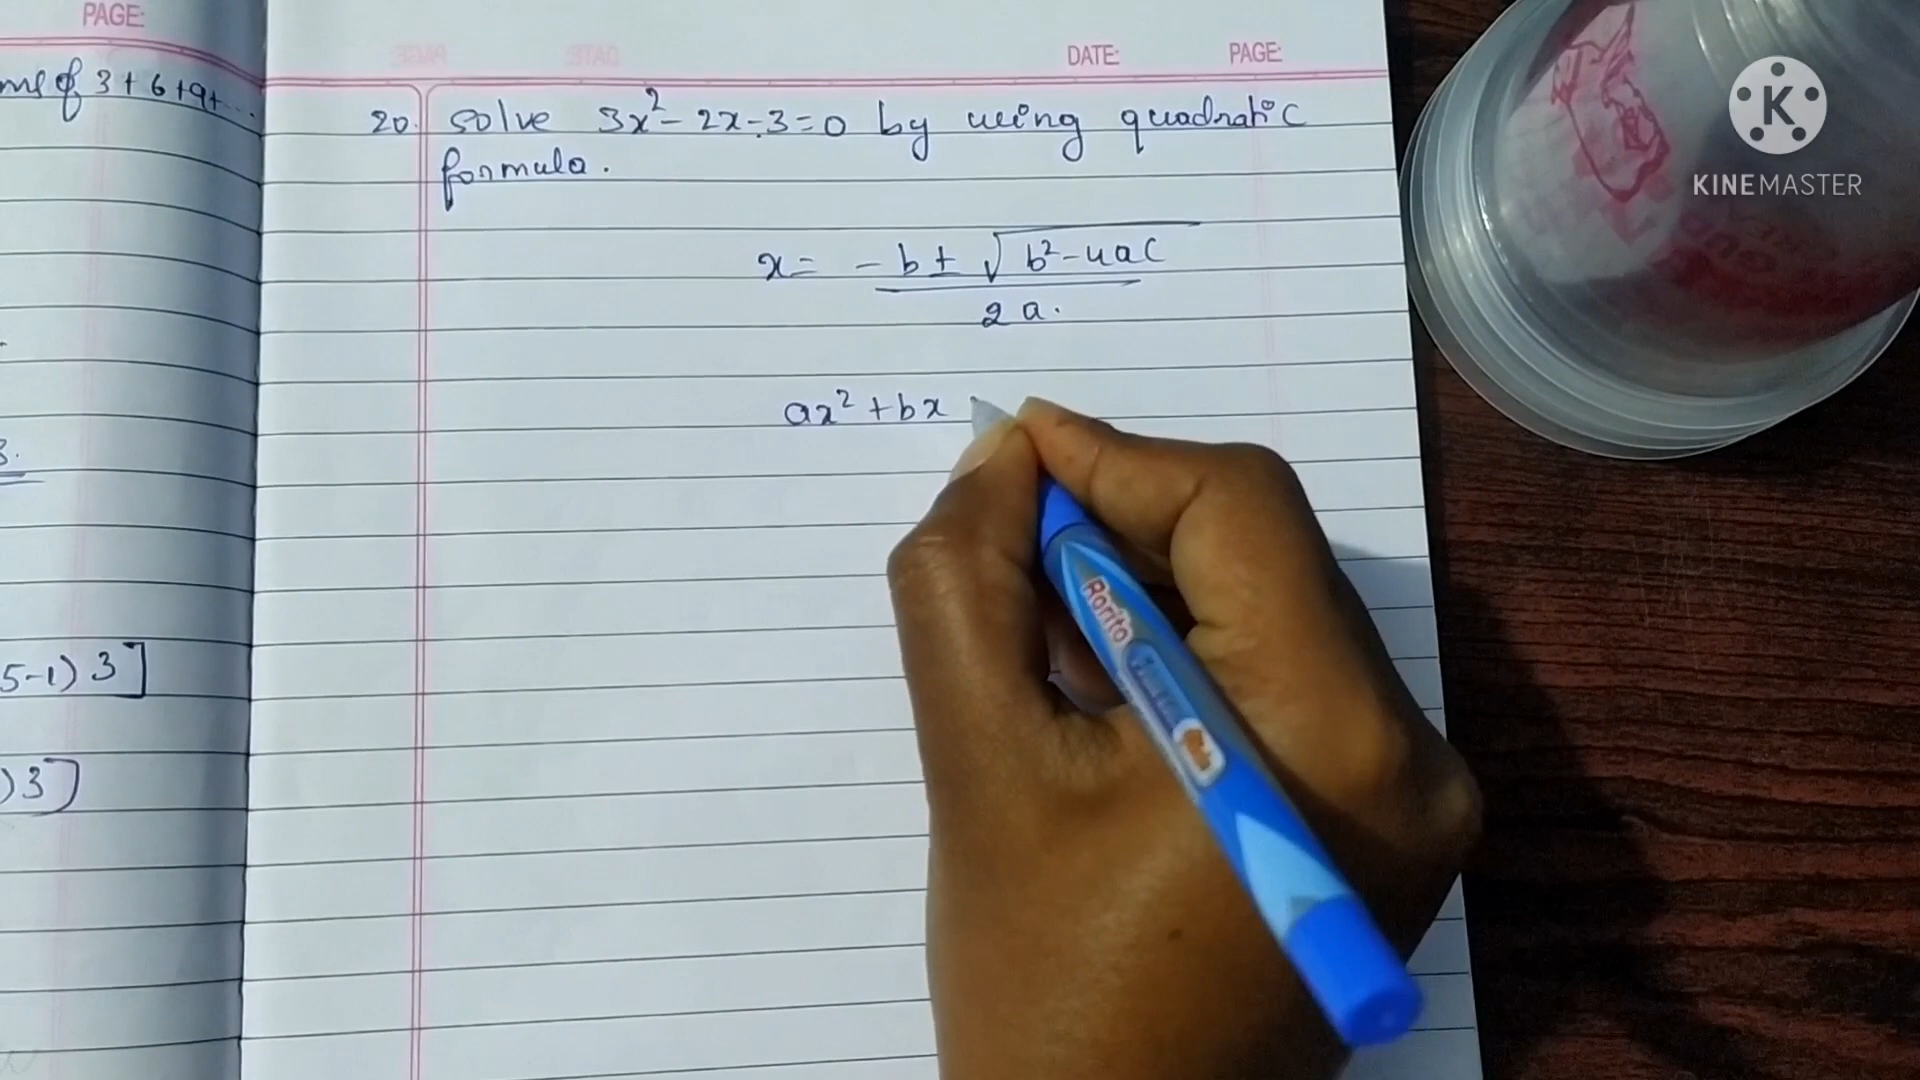 PAGE:
3 + 6 + 9 + ...
3.
5-1) 3]
)3]
DATE: PAGE:
20. solve 3x² - 2x - 3 = 0 by using quadratic
formula.
x = -b ± √b² - 4ac
2a.
ax² + bx
Rorito
K
KINEMASTER